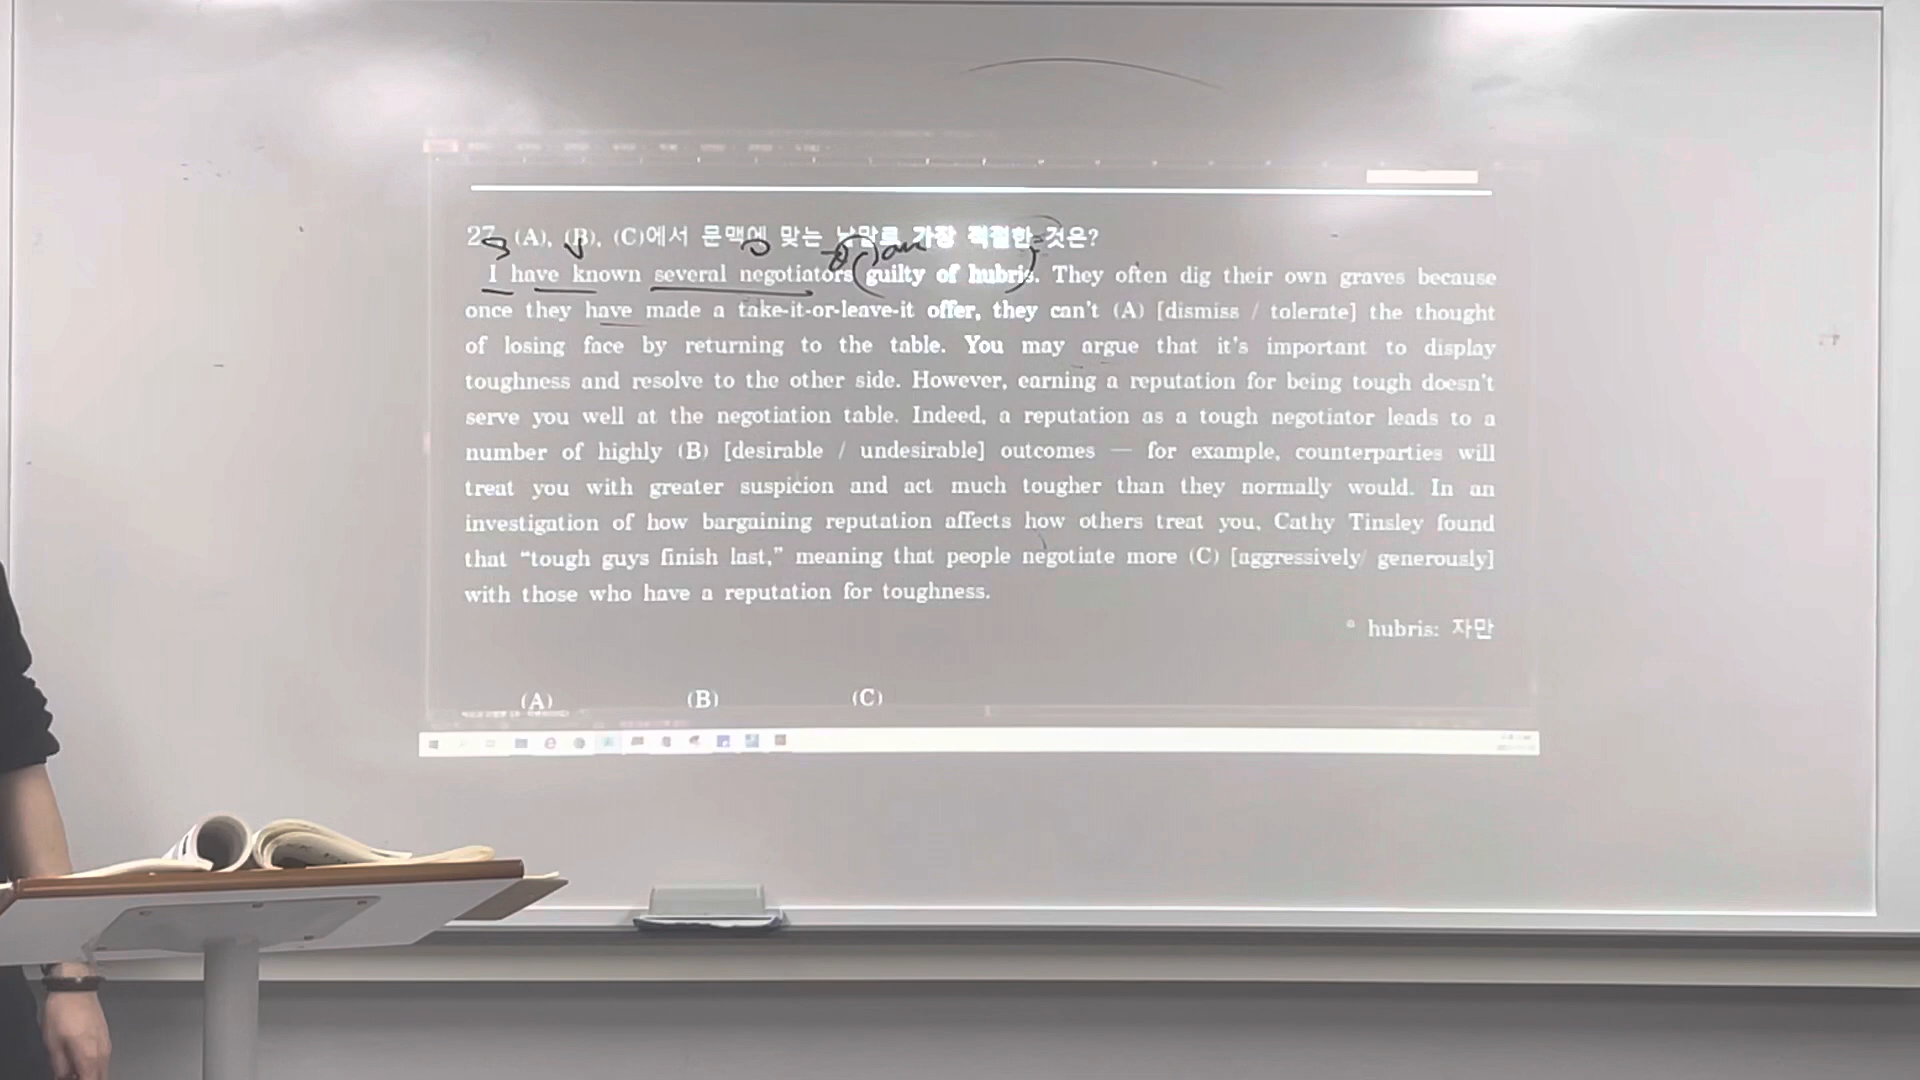 27. (A), (B), (C)에서 문맥에 맞는 낱말로 가장 적절한 것은?
I have known several negotiators guilty of hubris. They often dig their own graves because
once they have made a take-it-or-leave-it offer, they can't (A) [dismiss / tolerate] the thought
of losing face by returning to the table. You may argue that it's important to display
toughness and resolve to the other side. However, earning a reputation for being tough doesn't
serve you well at the negotiation table. Indeed, a reputation as a tough negotiator leads to a
number of highly (B) [desirable / undesirable] outcomes — for example, counterparties will
treat you with greater suspicion and act much tougher than they normally would. In an
investigation of how bargaining reputation affects how others treat you, Cathy Tinsley found
that “tough guys finish last,” meaning that people negotiate more (C) [aggressively/ generously]
with those who have a reputation for toughness.
* hubris: 자만
(A) (B) (C)